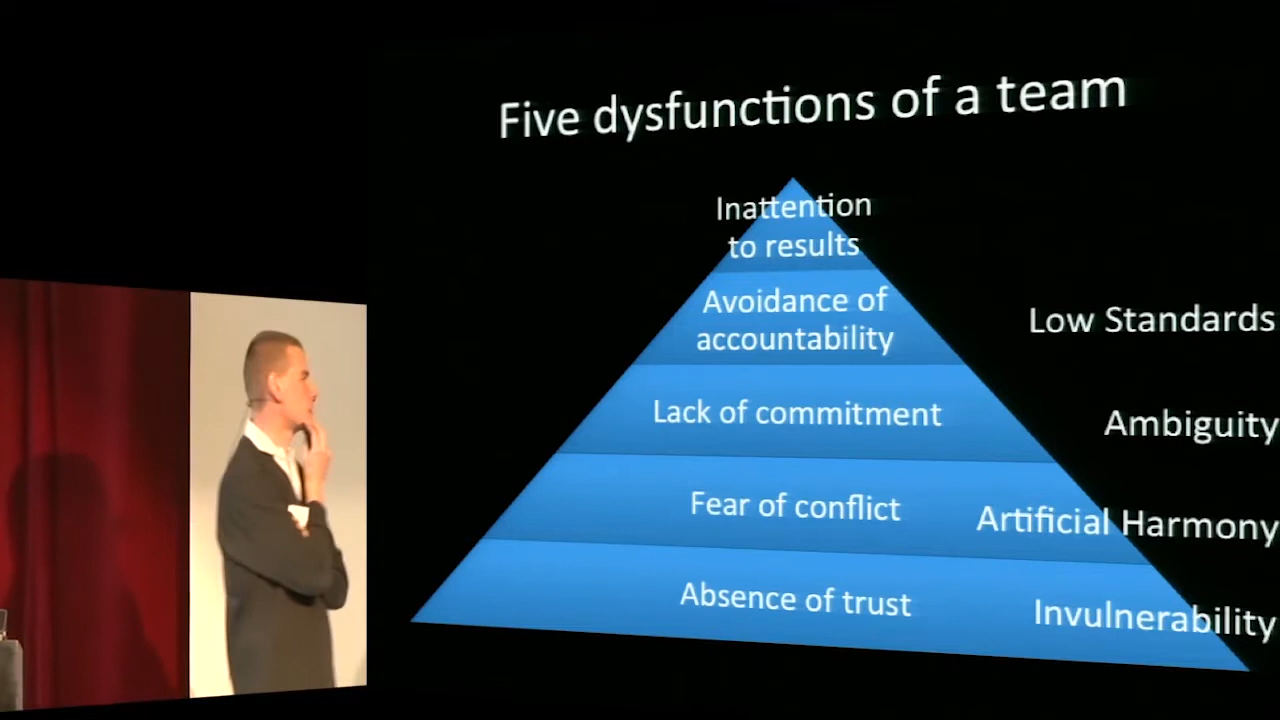 Five dysfunctions of a team
Inattention
to results
Avoidance of
accountability
Low Standards
Lack of commitment
Ambiguity
Fear of conflict
Artificial Harmony
Absence of trust
Invulnerability